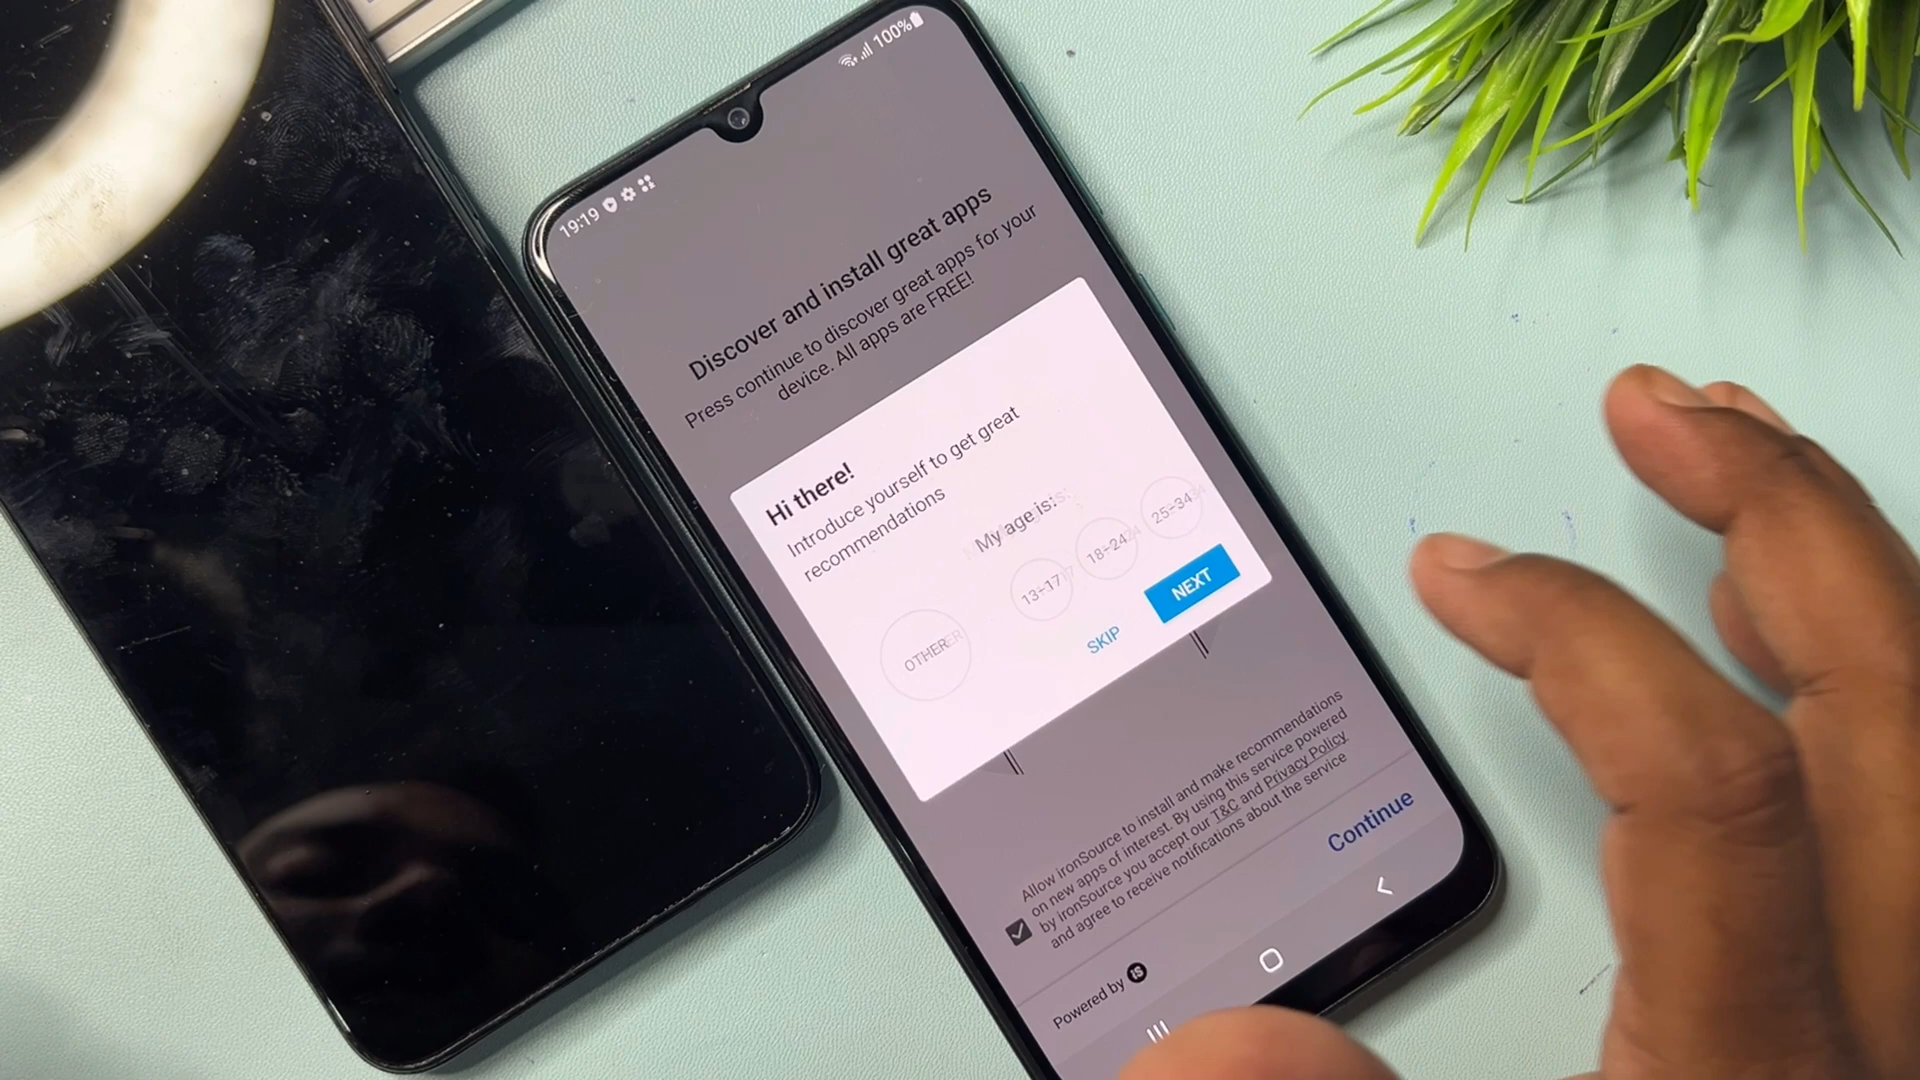 19:19
100%
Discover and install great apps
Press continue to discover great apps for your
device. All apps are FREE!
Hi there!
Introduce yourself to get great
recommendations
My age is:
13-17
18-24
25-34
OTHER
SKIP
NEXT
Allow ironSource to install and make recommendations
on new apps of interest. By using this service powered
by ironSource you accept our T&C and Privacy Policy
and agree to receive notifications about the service
Continue
Powered by iS